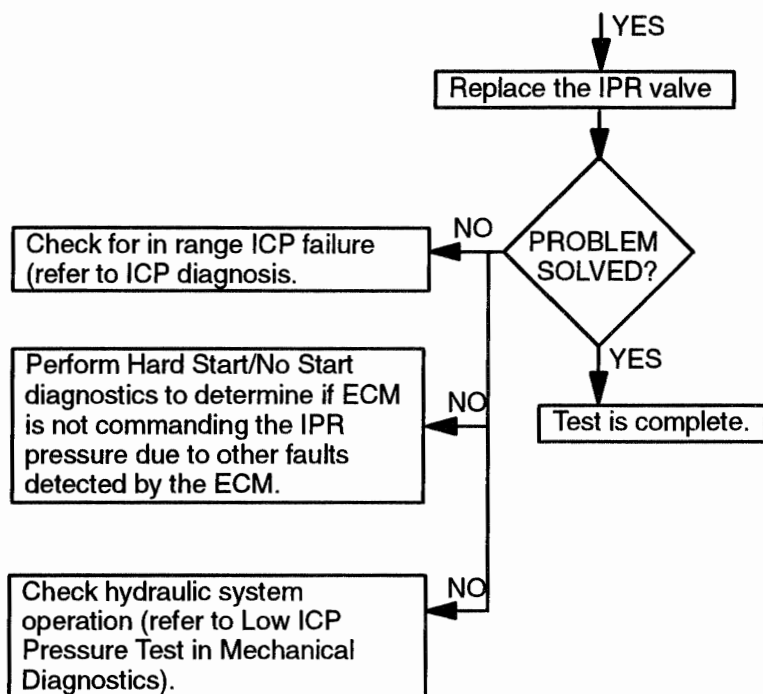 YES
Replace the IPR valve
PROBLEM
SOLVED?
NO
Check for in range ICP failure
(refer to ICP diagnosis.
YES
Test is complete.
NO
Perform Hard Start/No Start
diagnostics to determine if ECM
is not commanding the IPR
pressure due to other faults
detected by the ECM.
NO
Check hydraulic system
operation (refer to Low ICP
Pressure Test in Mechanical
Diagnostics).